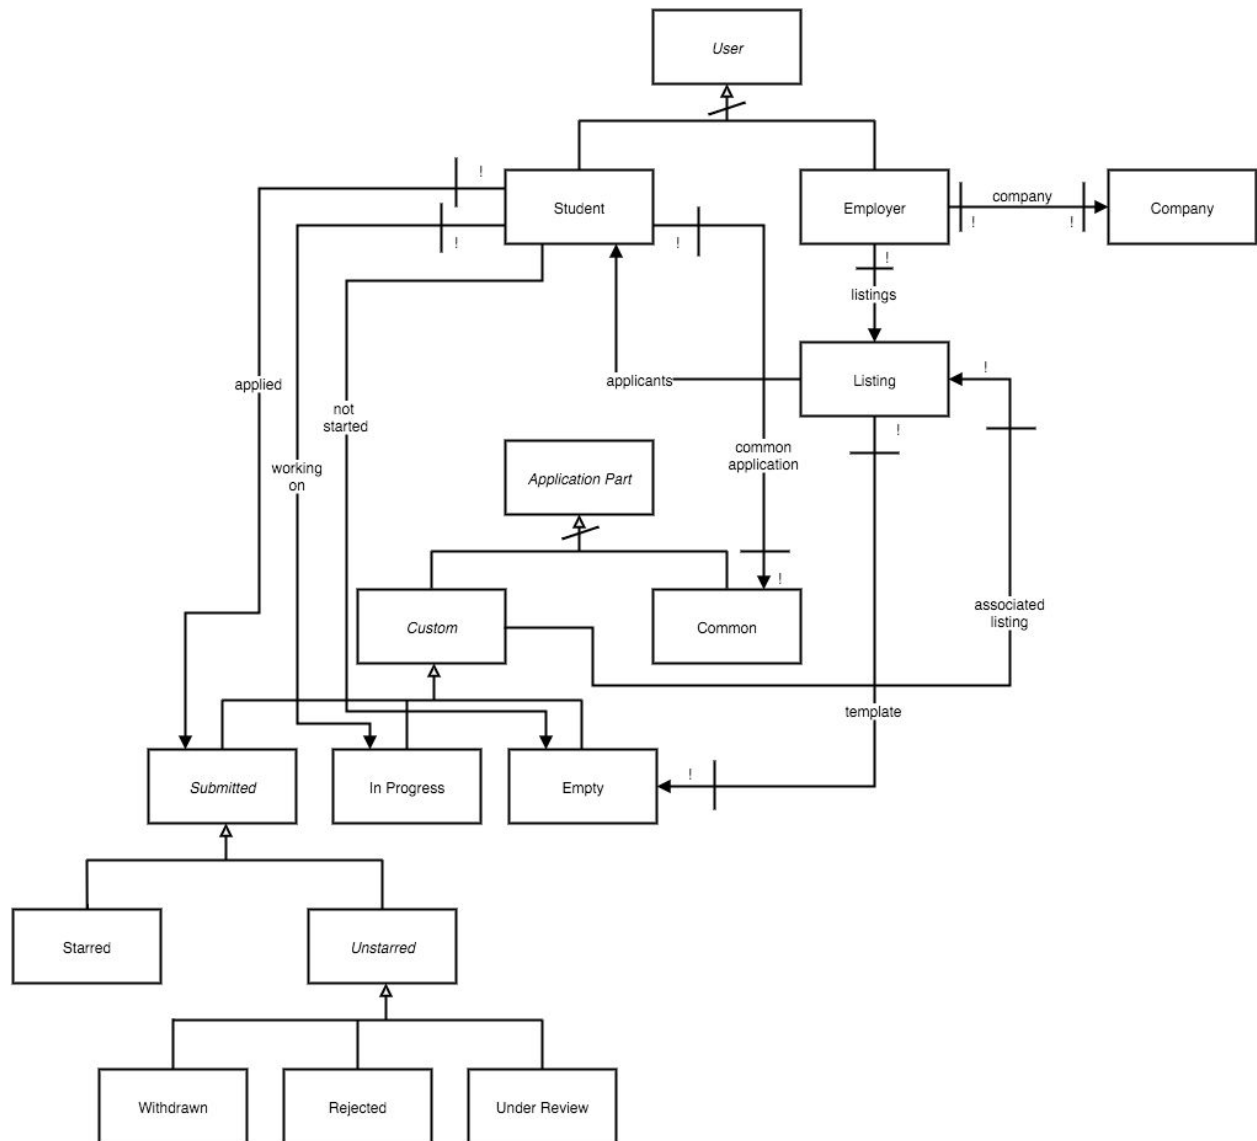 User
!
Student
Employer
company
Company
!
!
!
!
!
!
listings
applicants
Listing
!
applied
not
started
!
working
on
common
application
Application Part
!
Custom
Common
associated
listing
template
!
Submitted
In Progress
Empty
Starred
Unstarred
Withdrawn
Rejected
Under Review